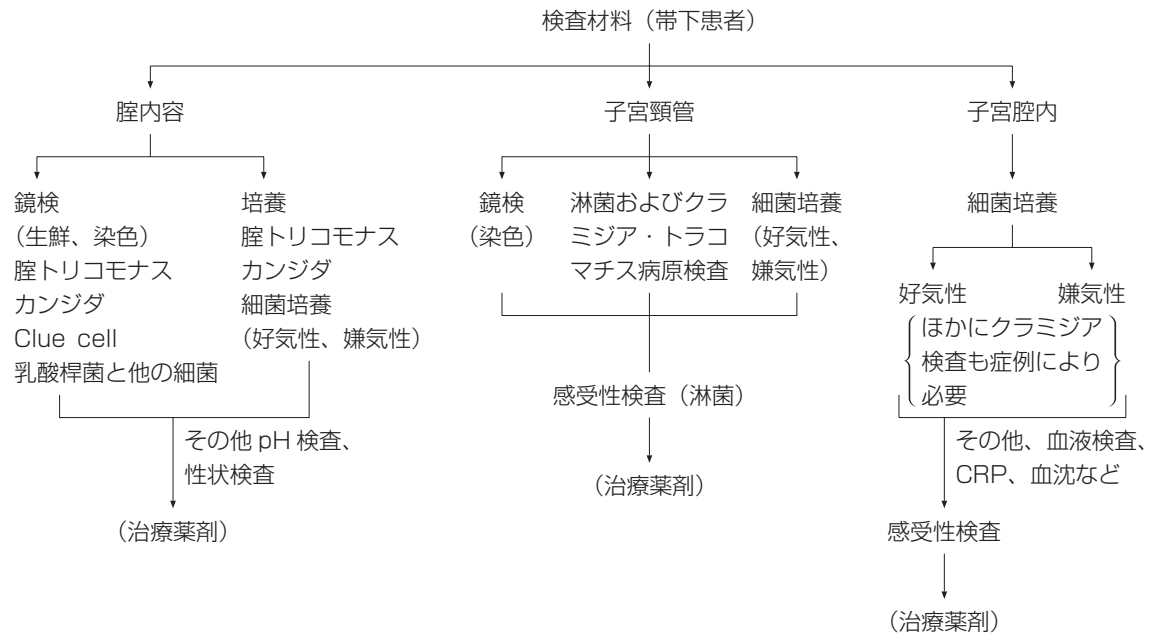 検査材料（帯下患者）
腟内容
子宮頸管
子宮腔内
鏡検
（生鮮、染色）
腟トリコモナス
カンジダ
Clue cell
乳酸桿菌と他の細菌
培養
腟トリコモナス
カンジダ
細菌培養
（好気性、嫌気性）
その他 pH 検査、
性状検査
（治療薬剤）
鏡検
（染色）
淋菌およびクラ
ミジア・トラコ
マチス病原検査
細菌培養
（好気性、
嫌気性）
感受性検査（淋菌）
（治療薬剤）
細菌培養
好気性
嫌気性
ほかにクラミジア
検査も症例により
必要
その他、血液検査、
CRP、血沈など
感受性検査
（治療薬剤）